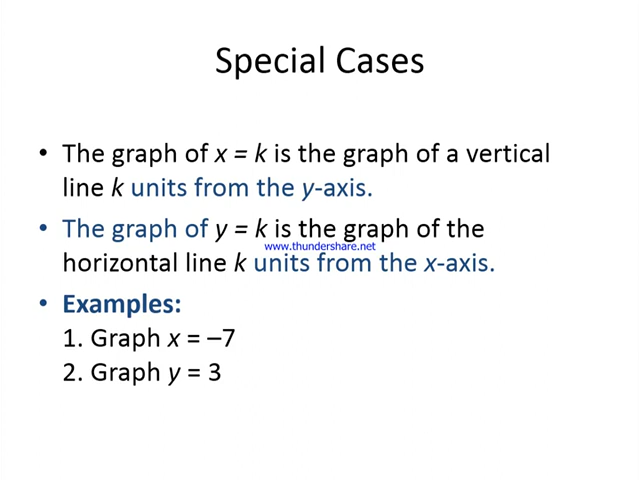 Special Cases
• The graph of x = k is the graph of a vertical
line k units from the y-axis.
• The graph of y = k is the graph of the
www.thundershare.net
horizontal line k units from the x-axis.
• Examples:
1. Graph x = –7
2. Graph y = 3